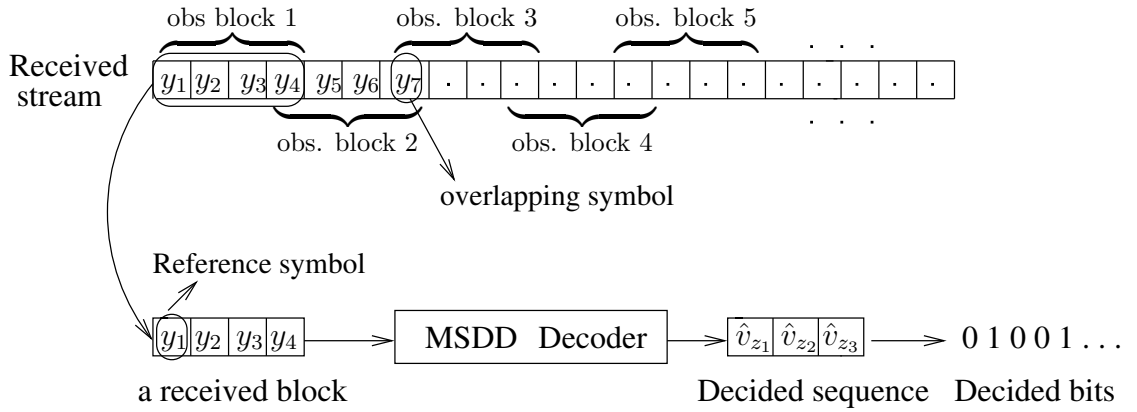 obs block 1 obs. block 3 obs. block 5
. . .
Received stream
y₁ y₂ y₃ y₄ y₅ y₆ y₇ . . . . . . . . . . . . . .
. . .
obs. block 2 obs. block 4
overlapping symbol
Reference symbol
y₁ y₂ y₃ y₄ MSDD Decoder v̂_{z₁} v̂_{z₂} v̂_{z₃} 0 1 0 0 1 . . .
a received block Decided sequence Decided bits